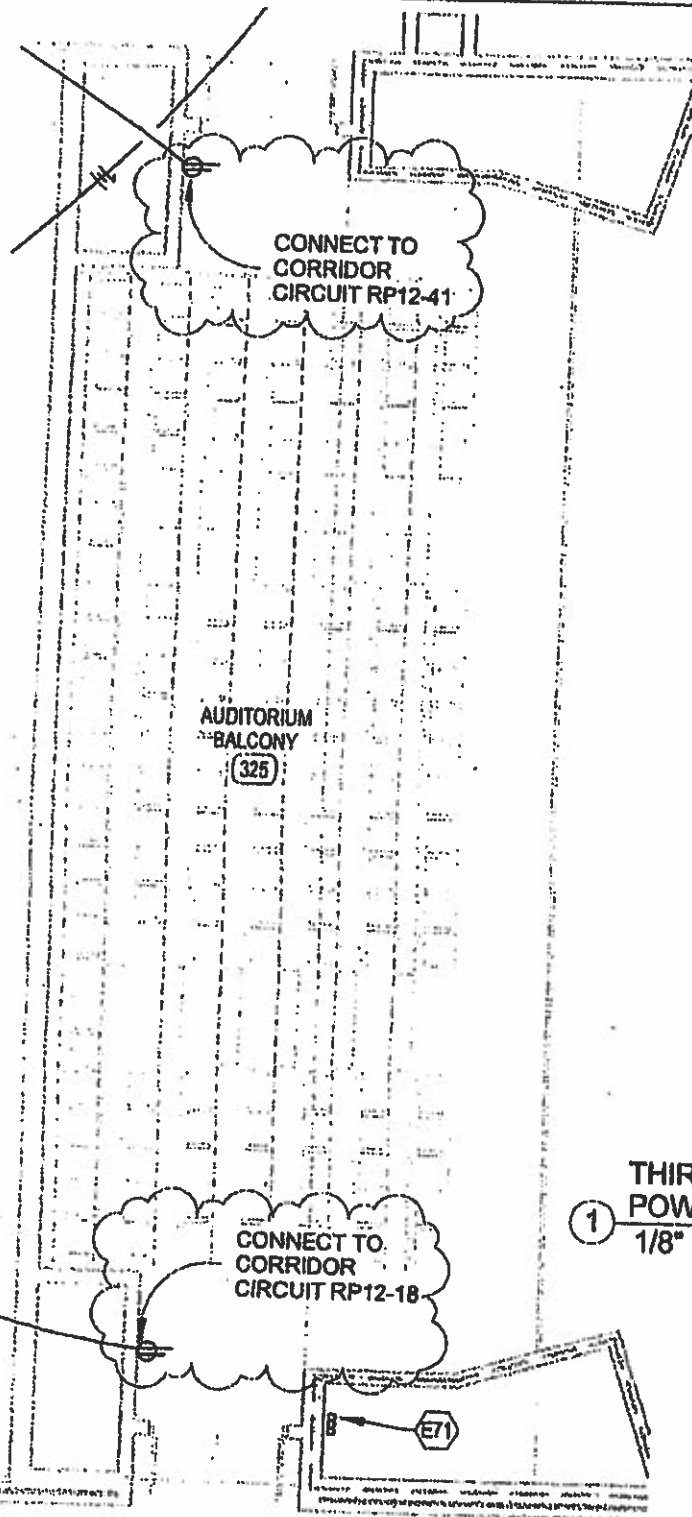 CONNECT TO
CORRIDOR
CIRCUIT RP12-41
AUDITORIUM
BALCONY
325
THIR
1 POW
1/8"
CONNECT TO
CORRIDOR
CIRCUIT RP12-18
E71